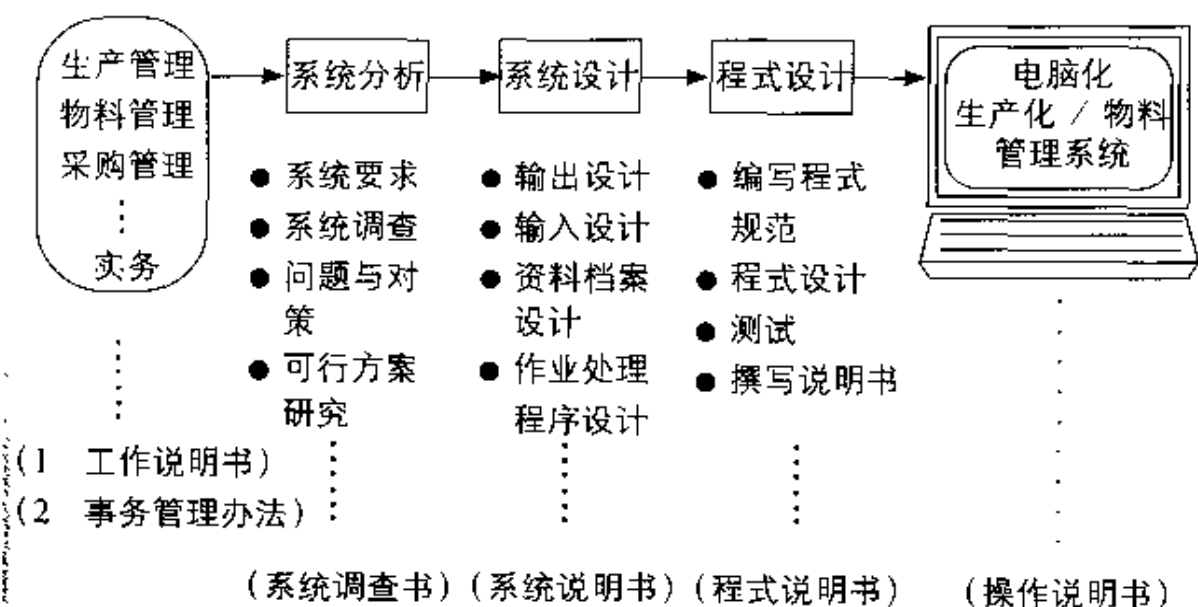 生产管理
物料管理
采购管理
实务
系统分析
系统设计
程式设计
电脑化
生产化 / 物料
管理系统
● 系统要求
● 系统调查
● 问题与对
策
● 可行方案
研究
● 输出设计
● 输入设计
● 资料档案
设计
● 作业处理
程序设计
● 编写程式
规范
● 程式设计
● 测试
● 撰写说明书
(1 工作说明书)
(2 事务管理办法)
(系统调查书)
(系统说明书)
(程式说明书)
(操作说明书)